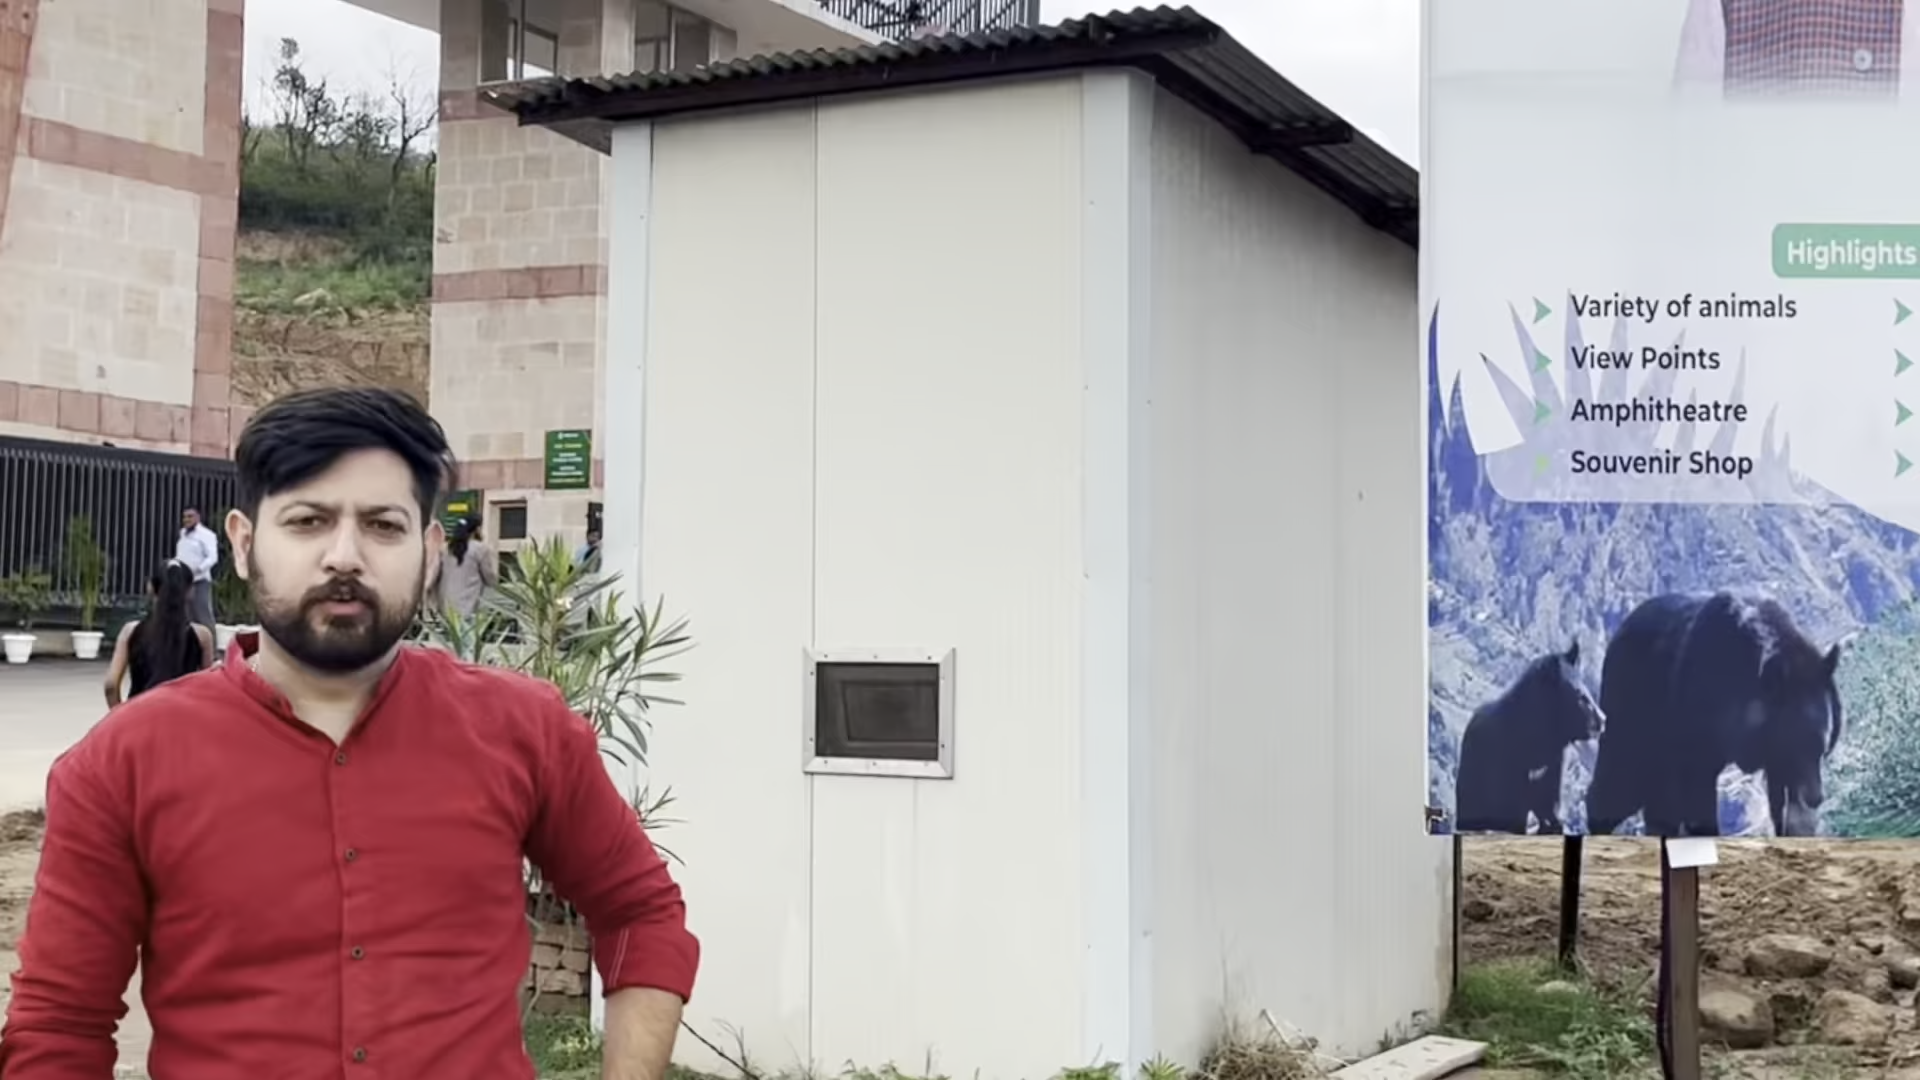 Highlights
Variety of animals
View Points
Amphitheatre
Souvenir Shop